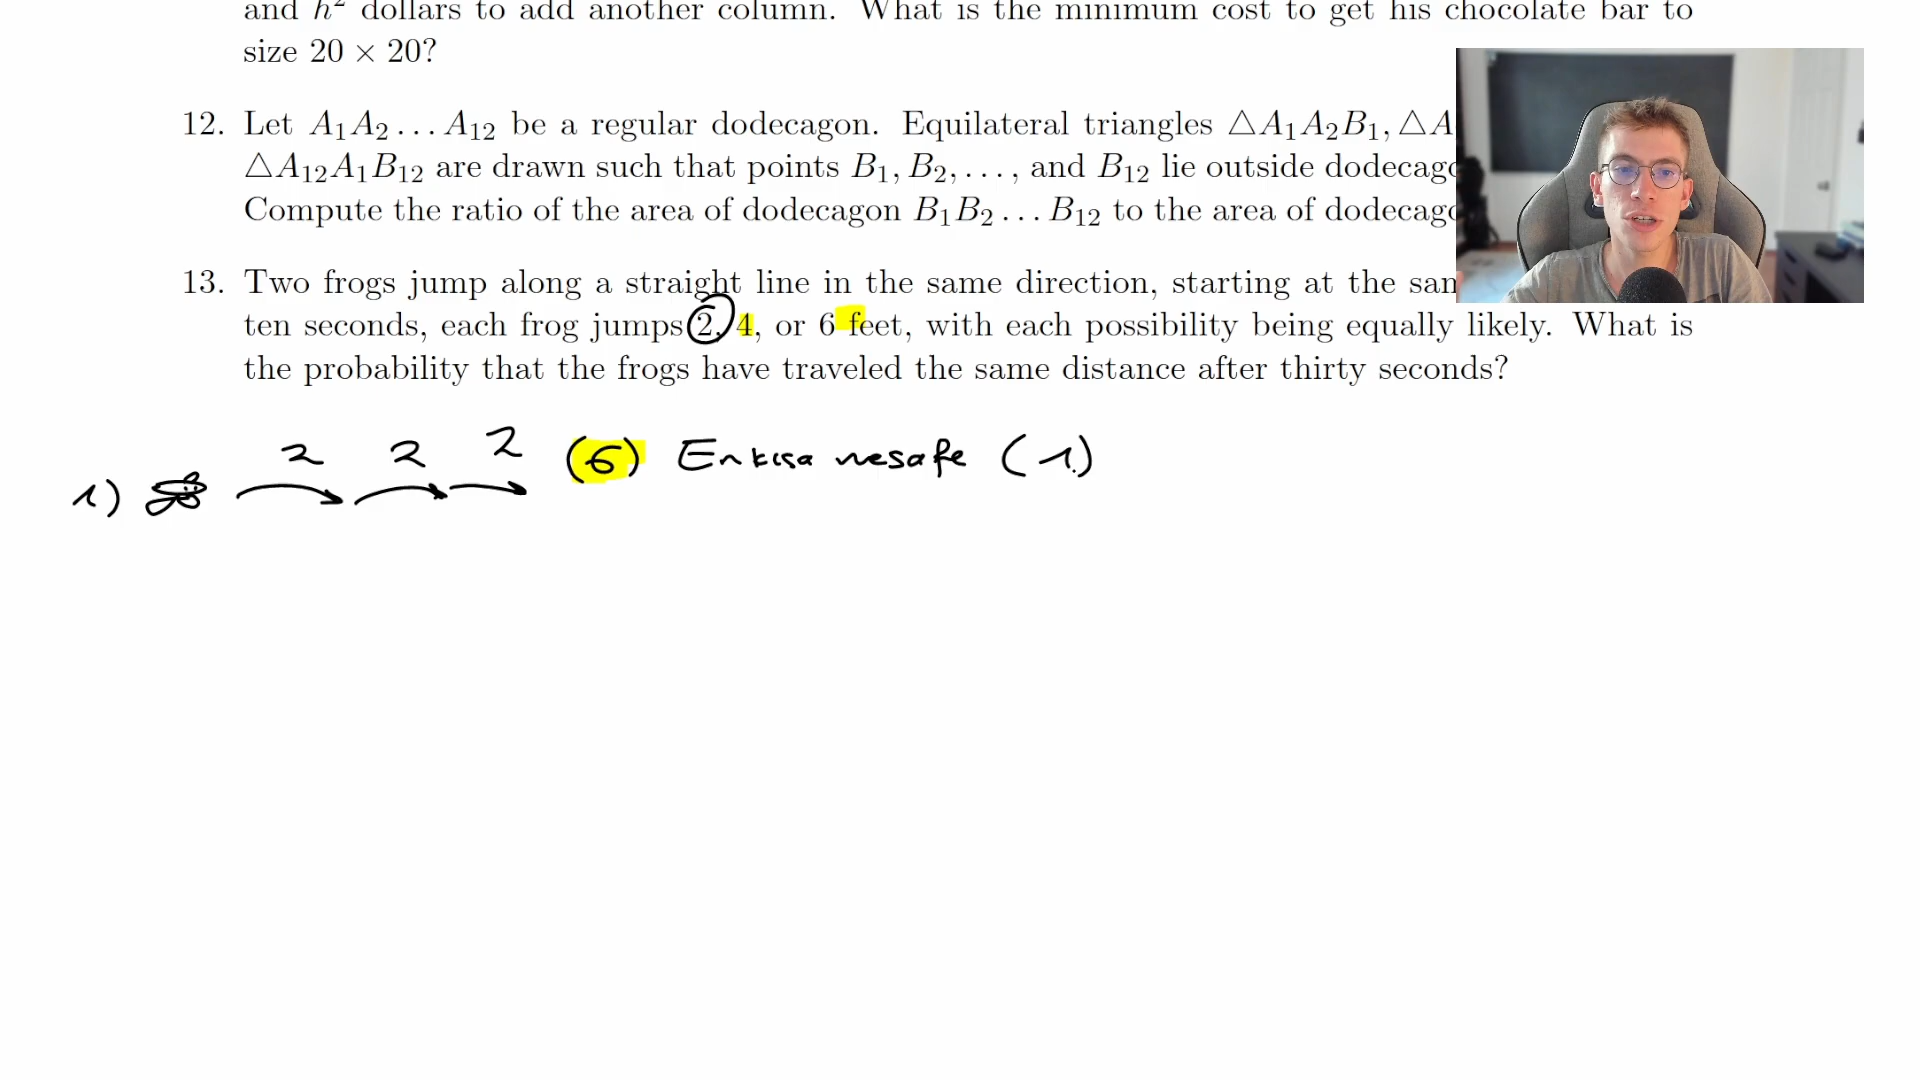 and h² dollars to add another column. What is the minimum cost to get his chocolate bar to
size 20 × 20?
12. Let A₁A₂ . . . A₁₂ be a regular dodecagon. Equilateral triangles △A₁A₂B₁, △A
△A₁₂A₁B₁₂ are drawn such that points B₁, B₂, . . . , and B₁₂ lie outside dodecago
Compute the ratio of the area of dodecagon B₁B₂ . . . B₁₂ to the area of dodecago
13. Two frogs jump along a straight line in the same direction, starting at the sam
ten seconds, each frog jumps 2, 4, or 6 feet, with each possibility being equally likely. What is
the probability that the frogs have traveled the same distance after thirty seconds?
2 2 2 (6) En kısa mesafe (1)
1)